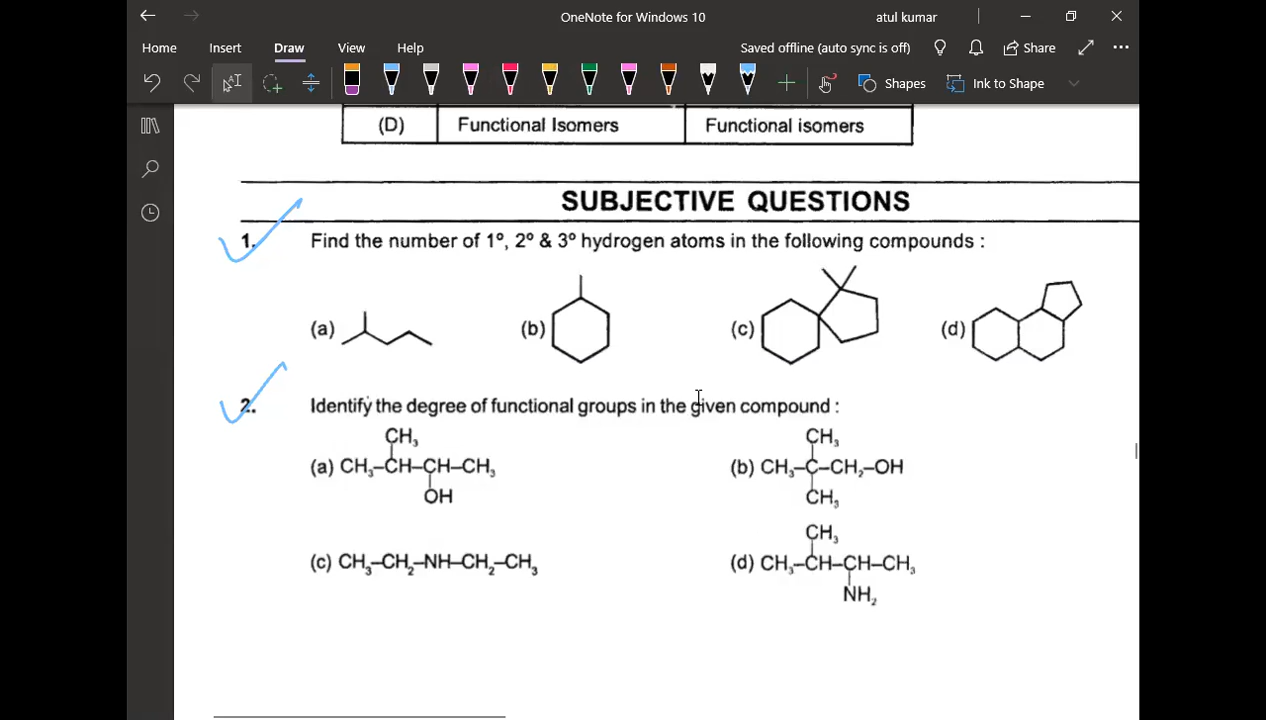 OneNote for Windows 10
atul kumar
Home Insert Draw View Help
Saved offline (auto sync is off)
Share
Shapes
Ink to Shape
(D) Functional Isomers Functional isomers
SUBJECTIVE QUESTIONS
1. Find the number of 1º, 2º & 3º hydrogen atoms in the following compounds :
(a) (b) (c) (d)
2. Identify the degree of functional groups in the given compound :
CH₃
(a) CH₃–CH–CH–CH₃
OH
CH₃
(b) CH₃–C–CH₂–OH
CH₃
(c) CH₃–CH₂–NH–CH₂–CH₃
CH₃
(d) CH₃–CH–CH–CH₃
NH₂